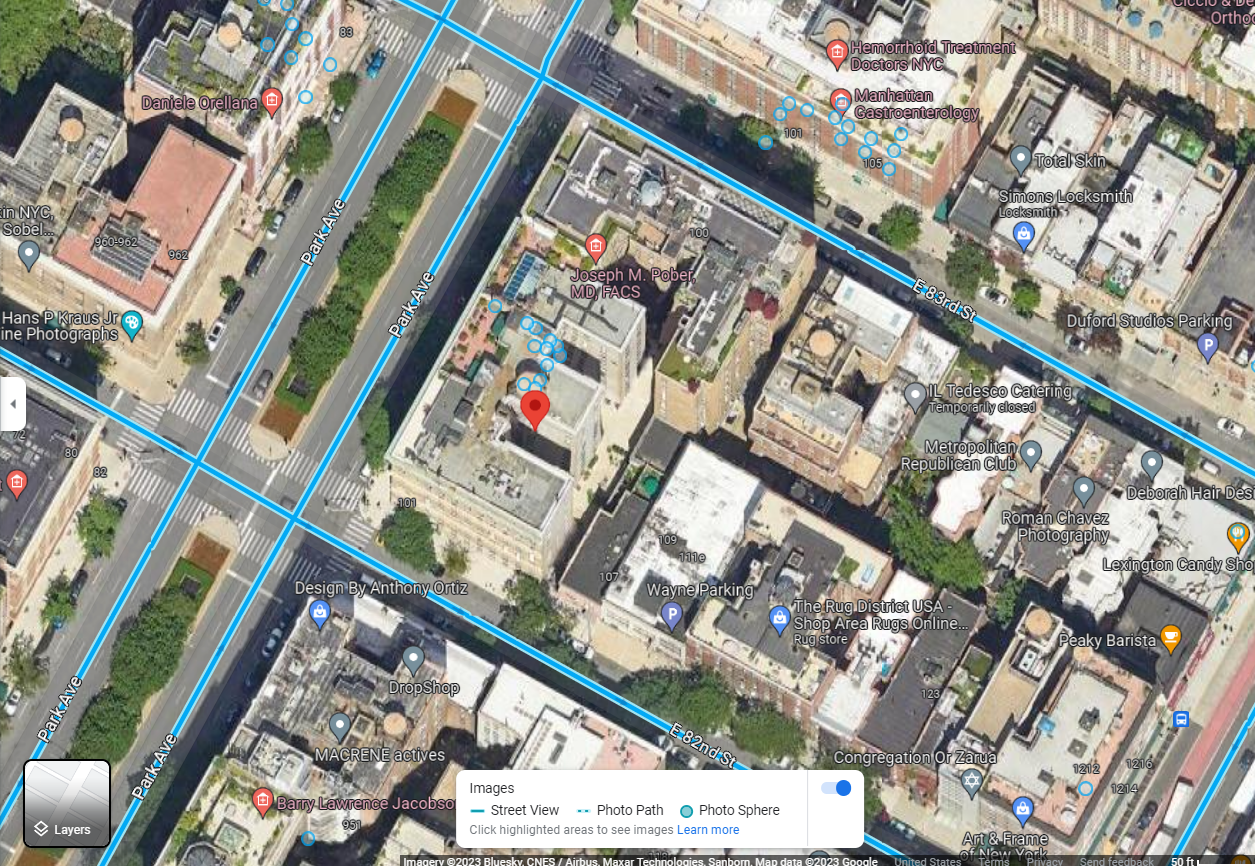 Ciccio & De
Ortho
83
Hemorrhoid Treatment
Doctors NYC
Daniele Orellana
Manhattan
Gastroenterology
101
105
Total Skin
Simons Locksmith
Locksmith
in NYC,
Sobel...
960-962
962
Park Ave
100
Joseph M. Pober,
MD, FACS
Park Ave
E 83rd St
Hans P Kraus Jr
ine Photographs
Duford Studios Parking
IL Tedesco Catering
Temporarily closed
72
80
82
Metropolitan
Republican Club
Deborah Hair Desi
101
Roman Chavez
Photography
109
111e
107
Lexington Candy Shop
Design By Anthony Ortiz
Wayne Parking
The Rug District USA -
Shop Area Rugs Online...
Rug store
Peaky Barista
DropShop
123
Park Ave
Park Ave
E 82nd St
MACRENE actives
Congregation Or Zarua
1212
1216
1214
Barry Lawrence Jacobso
951
Art & Frame
of New York
Layers
Images
Street View
Photo Path
Photo Sphere
Click highlighted areas to see images Learn more
Imagery ©2023 Bluesky, CNES / Airbus, Maxar Technologies, Sanborn, Map data ©2023 Google United States Terms Privacy Send feedback 50 ft